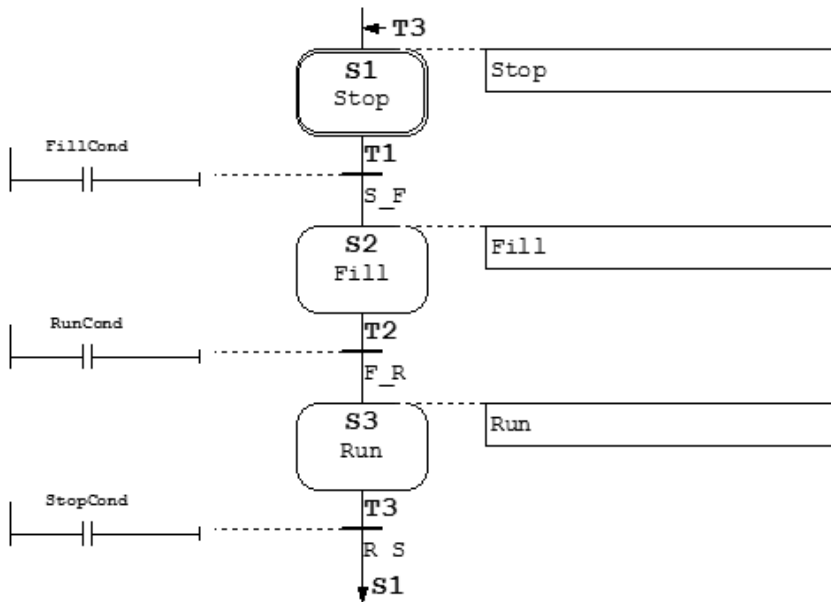 T3
S1
Stop
Stop
FillCond
T1
S_F
S2
Fill
Fill
RunCond
T2
F_R
S3
Run
Run
StopCond
T3
R S
S1